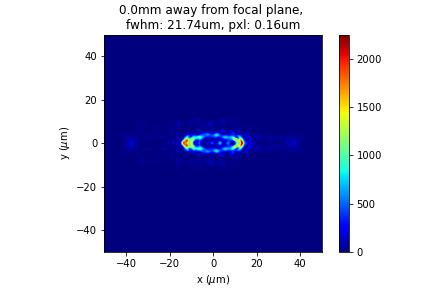 0.0mm away from focal plane,
fwhm: 21.74um, pxl: 0.16um
40
20
0
−20
−40
y (μm)
−40 −20 0 20 40
x (μm)
2000
1500
1000
500
0